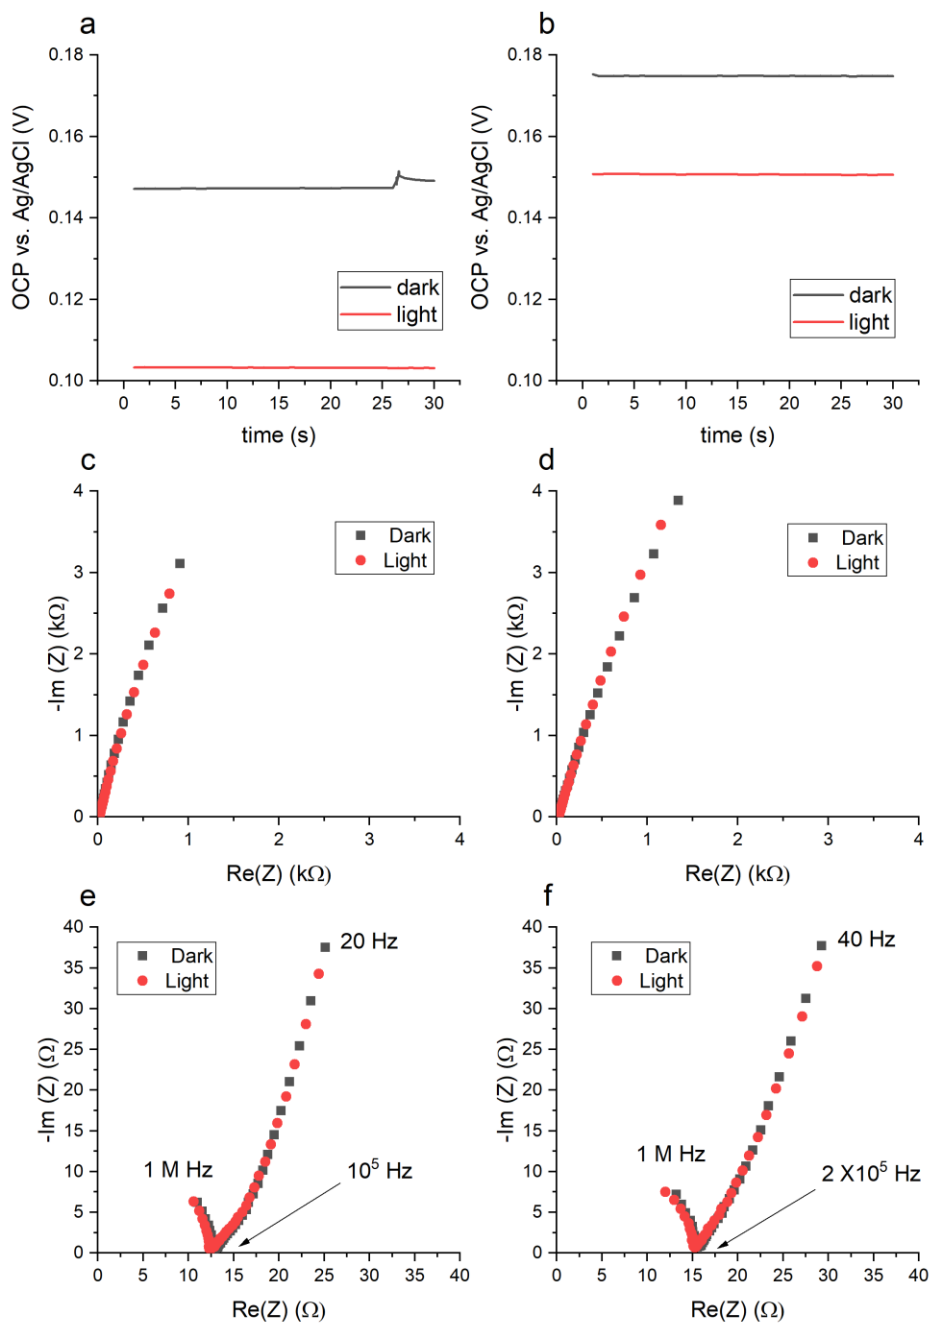 a
OCP vs. Ag/AgCl (V)
0.18
0.16
0.14
0.12
0.10
dark
light
0 5 10 15 20 25 30
time (s)
b
OCP vs. Ag/AgCl (V)
0.18
0.16
0.14
0.12
0.10
dark
light
0 5 10 15 20 25 30
time (s)
c
-Im (Z) (kΩ)
4
3
2
1
0
Dark
Light
0 1 2 3 4
Re(Z) (kΩ)
d
-Im (Z) (kΩ)
4
3
2
1
0
Dark
Light
0 1 2 3 4
Re(Z) (kΩ)
e
-Im (Z) (Ω)
40
35
30
25
20
15
10
5
0
Dark
Light
20 Hz
1 M Hz
10⁵ Hz
0 5 10 15 20 25 30 35 40
Re(Z) (Ω)
f
-Im (Z) (Ω)
40
35
30
25
20
15
10
5
0
Dark
Light
40 Hz
1 M Hz
2 X10⁵ Hz
0 5 10 15 20 25 30 35 40
Re(Z) (Ω)